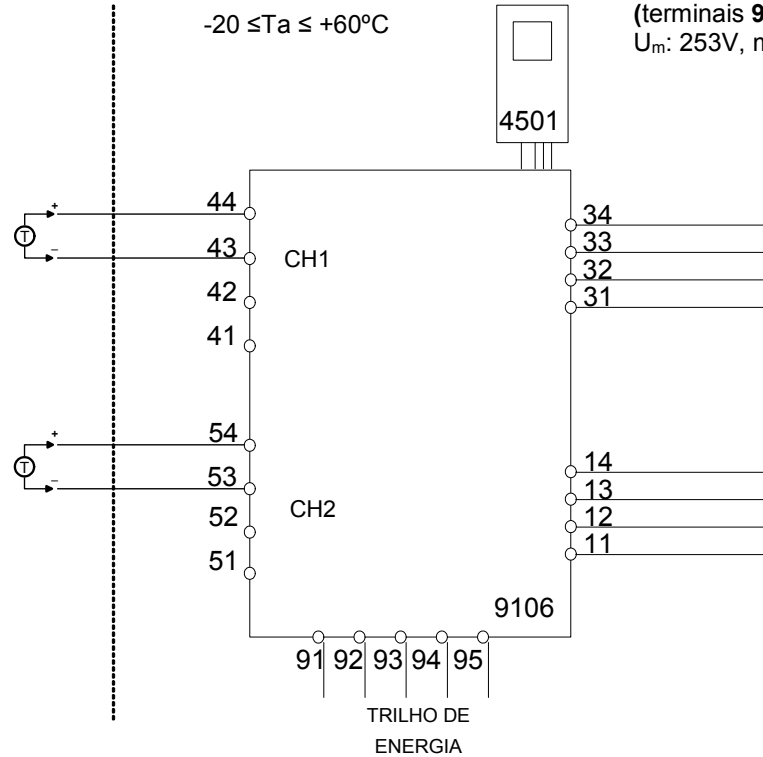 -20 ≤Ta ≤ +60ºC
(terminais 9
Um: 253V, m
4501
44
43
42
41
CH1
34
33
32
31
+
T
–
54
53
52
51
CH2
14
13
12
11
+
T
–
9106
91 92 93 94 95
TRILHO DE
ENERGIA